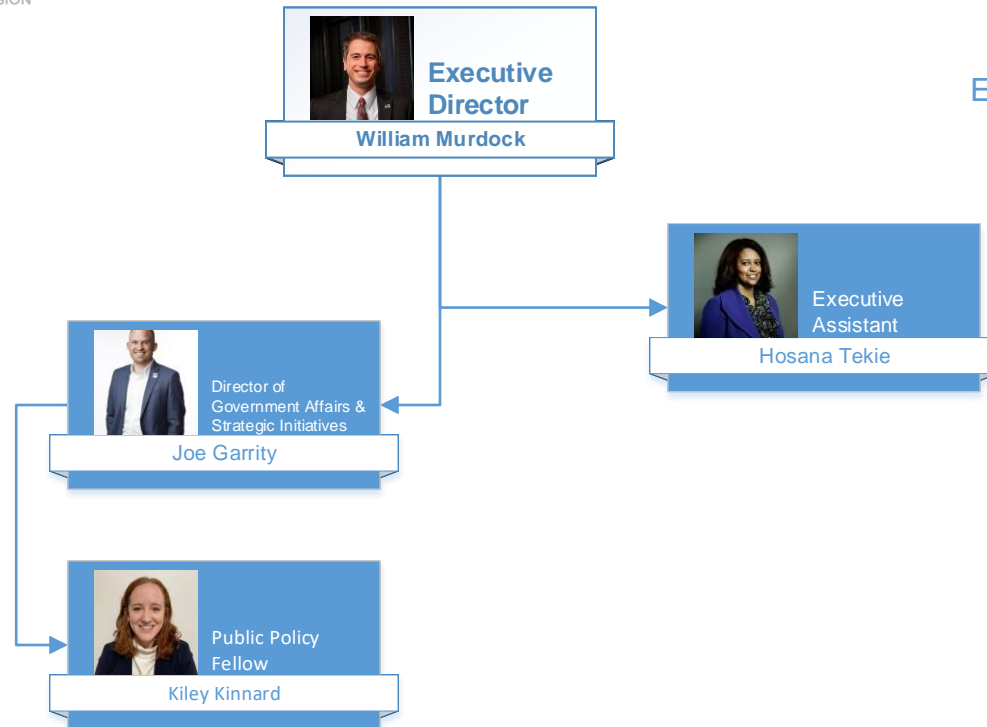 Executive
Director
William Murdock
Executive
Assistant
Hosana Tekie
Director of
Government Affairs &
Strategic Initiatives
Joe Garrity
Public Policy
Fellow
Kiley Kinnard